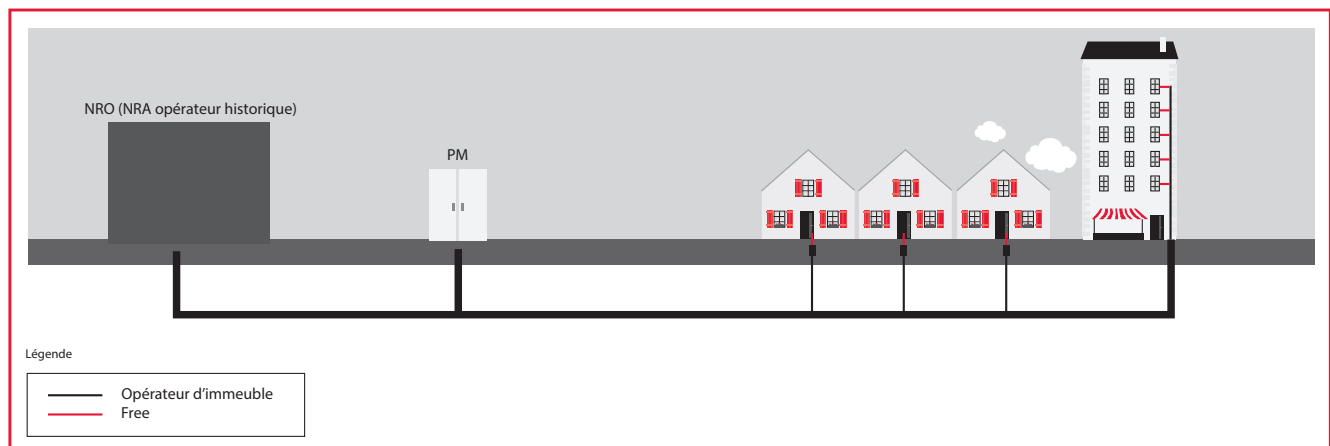 NRO (NRA opérateur historique)
PM
Légende
Opérateur d’immeuble
Free